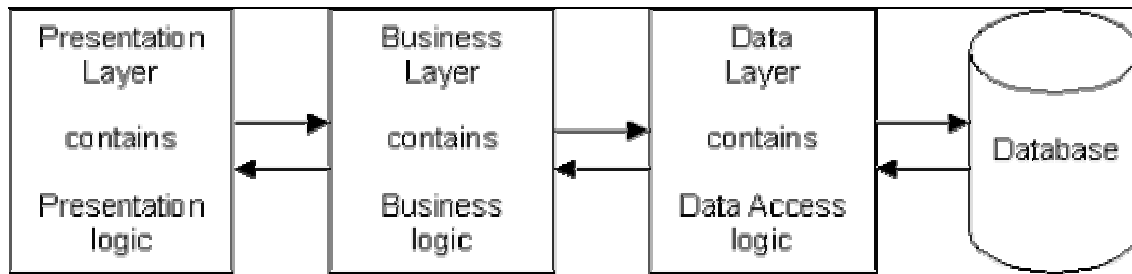 Presentation
Layer
contains
Presentation
logic
Business
Layer
contains
Business
logic
Data
Layer
contains
Data Access
logic
Database